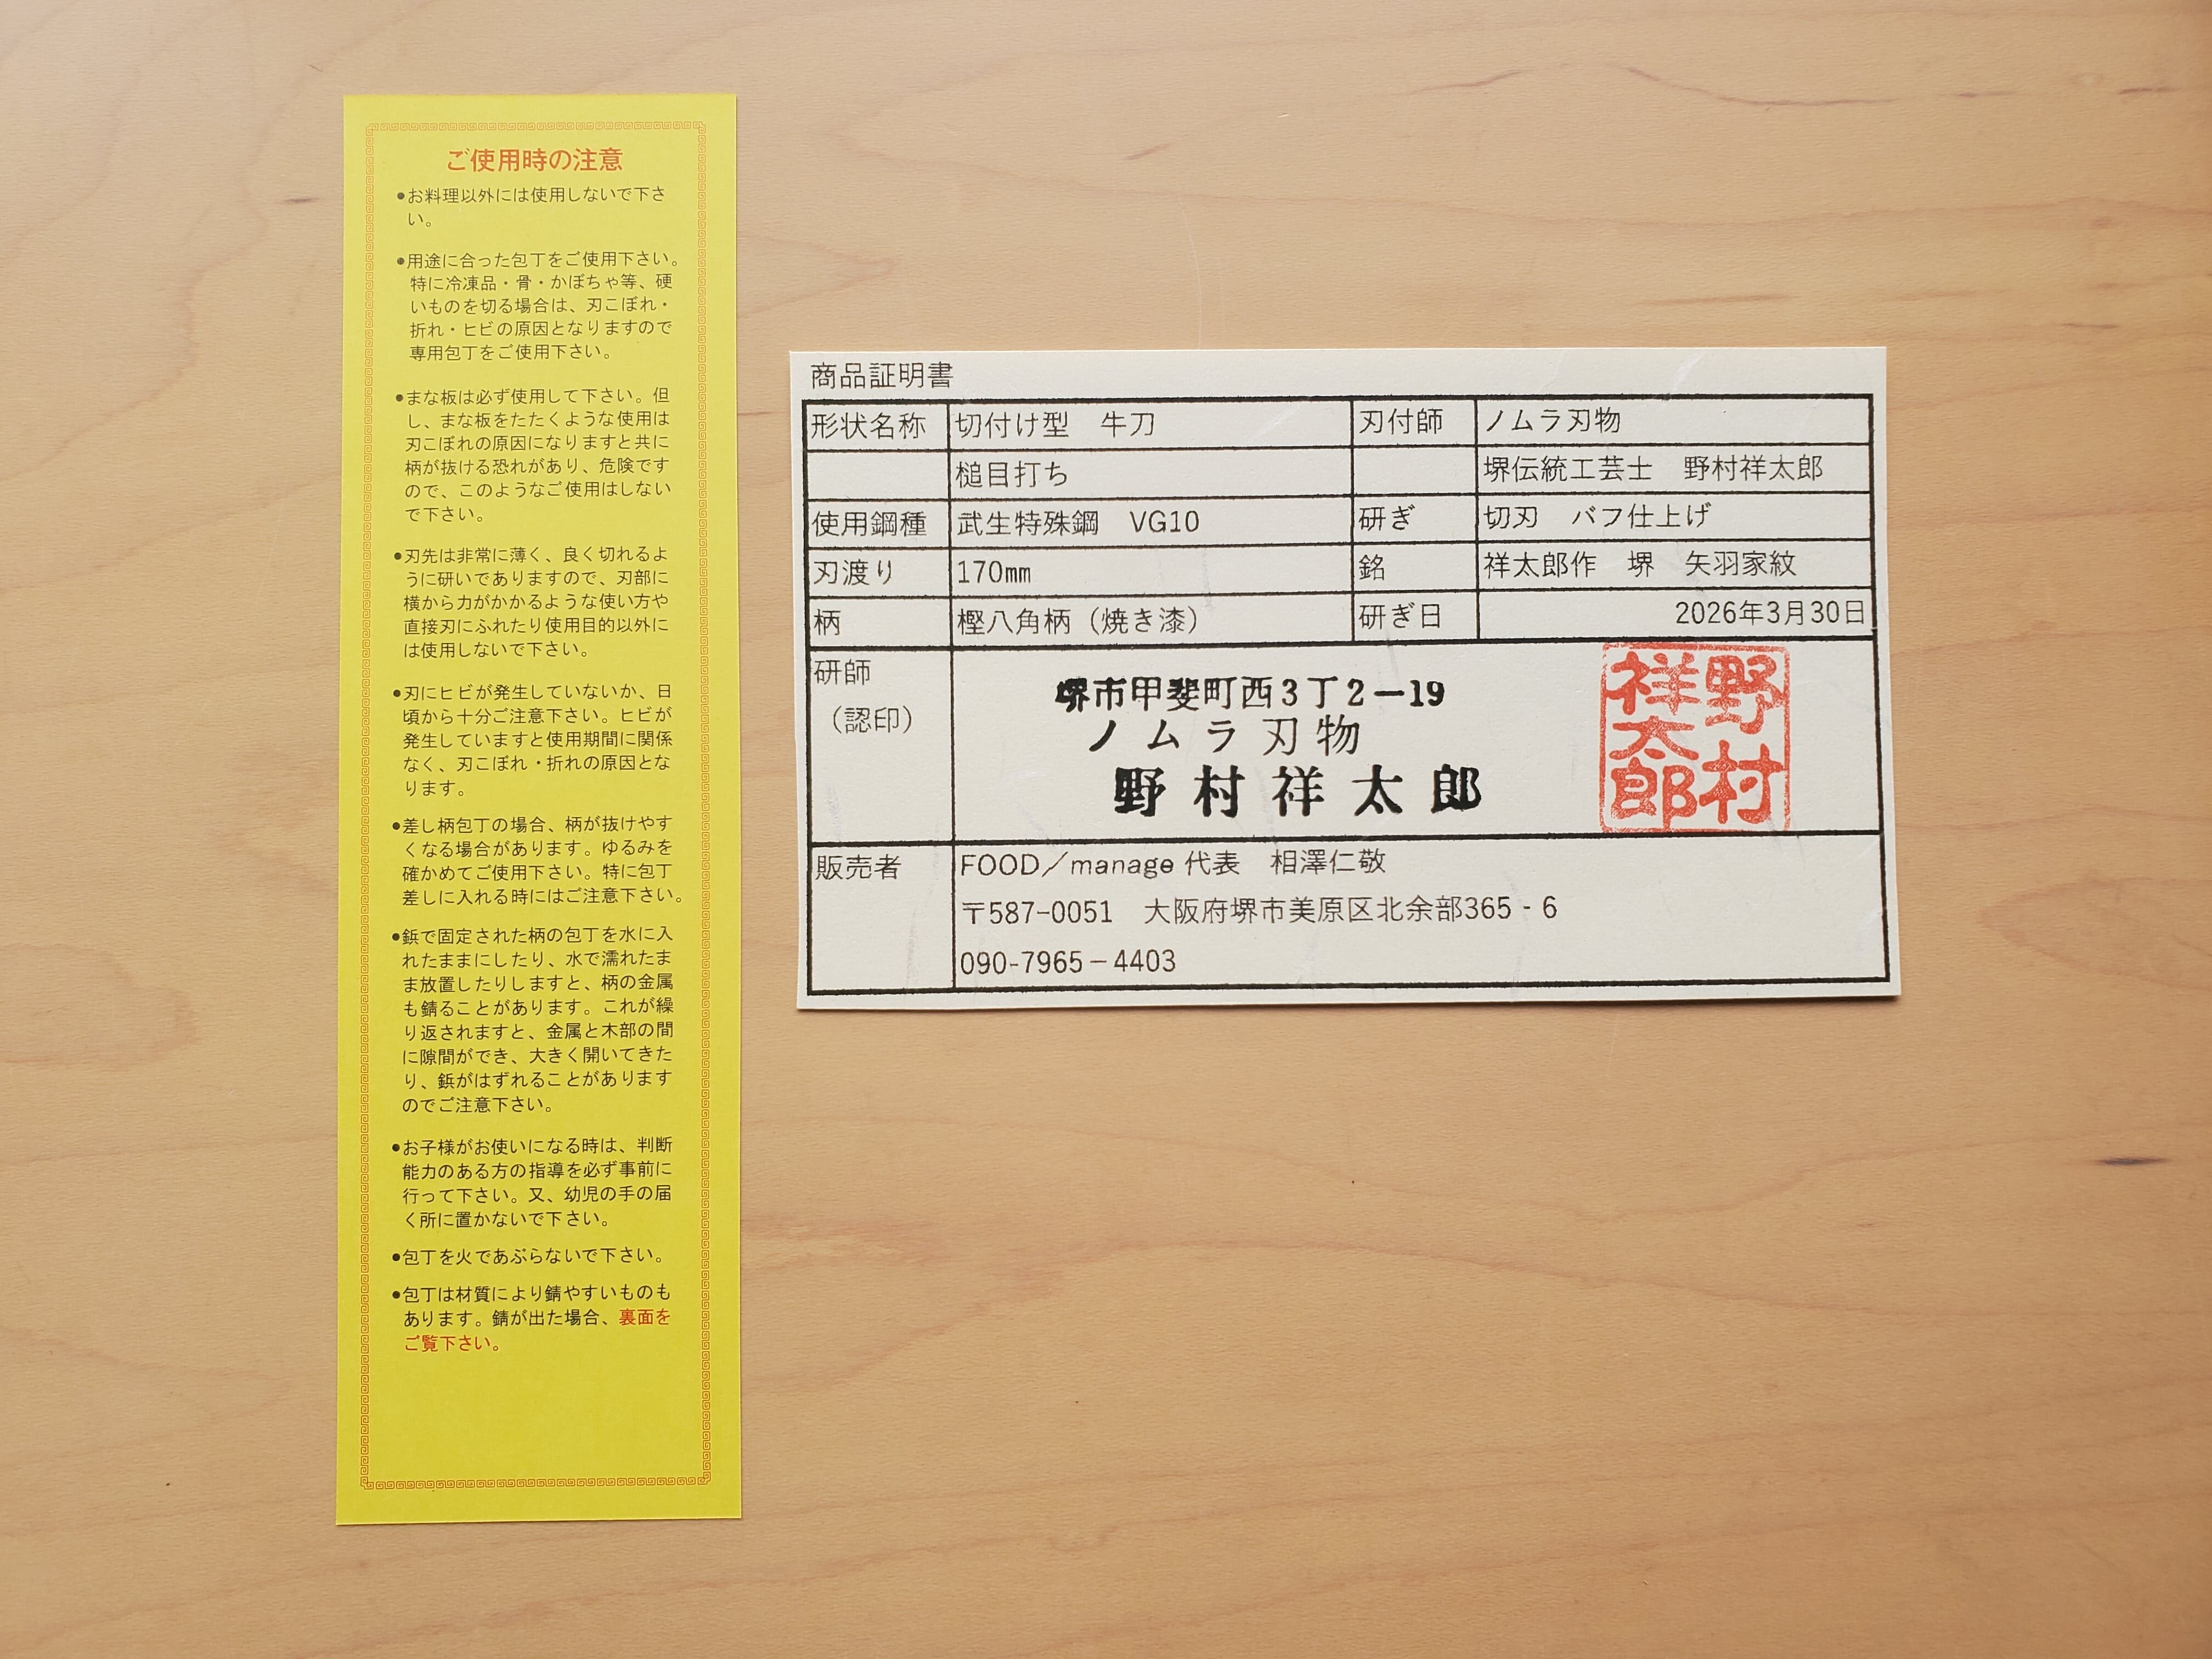 ご使用時の注意
●お料理以外には使用しないで下さ
い。
●用途に合った包丁をご使用下さい。
特に冷凍品・骨・かぼちゃ等、硬
いものを切る場合は、刃こぼれ・
折れ・ヒビの原因となりますので
専用包丁をご使用下さい。
●まな板は必ず使用して下さい。但
し、まな板をたたくような使用は
刃こぼれの原因になりますと共に
柄が抜ける恐れがあり、危険です
ので、このようなご使用はしない
で下さい。
●刃先は非常に薄く、良く切れるよ
うに研いでありますので、刃部に
横から力がかかるような使い方や
直接刃にふれたり使用目的以外に
は使用しないで下さい。
●刃にヒビが発生していないか、日
頃から十分ご注意下さい。ヒビが
発生していますと使用期間に関係
なく、刃こぼれ・折れの原因とな
ります。
●差し柄包丁の場合、柄が抜けやす
くなる場合があります。ゆるみを
確かめてご使用下さい。特に包丁
差しに入れる時にはご注意下さい。
●鋲で固定された柄の包丁を水に入
れたままにしたり、水で濡れたま
ま放置したりしますと、柄の金属
も錆ることがあります。これが繰
り返されますと、金属と木部の間
に隙間ができ、大きく開いてきた
り、鋲がはずれることがあります
のでご注意下さい。
●お子様がお使いになる時は、判断
能力のある方の指導を必ず事前に
行って下さい。又、幼児の手の届
く所に置かないで下さい。
●包丁を火であぶらないで下さい。
●包丁は材質により錆やすいものも
あります。錆が出た場合、裏面を
ご覧下さい。
商品証明書
形状名称 切付け型 牛刀 刃付師 ノムラ刃物
槌目打ち 堺伝統工芸士 野村祥太郎
使用鋼種 武生特殊鋼 VG10 研ぎ 切刃 バフ仕上げ
刃渡り 170㎜ 銘 祥太郎作 堺 矢羽家紋
柄 樫八角柄（焼き漆） 研ぎ日 2026年3月30日
研師
（認印）
堺市甲斐町西3丁2―19
ノムラ刃物
野村祥太郎
野村
祥太郎
販売者 FOOD／manage 代表 相澤仁敬
〒587-0051 大阪府堺市美原区北余部365‐6
090-7965－4403